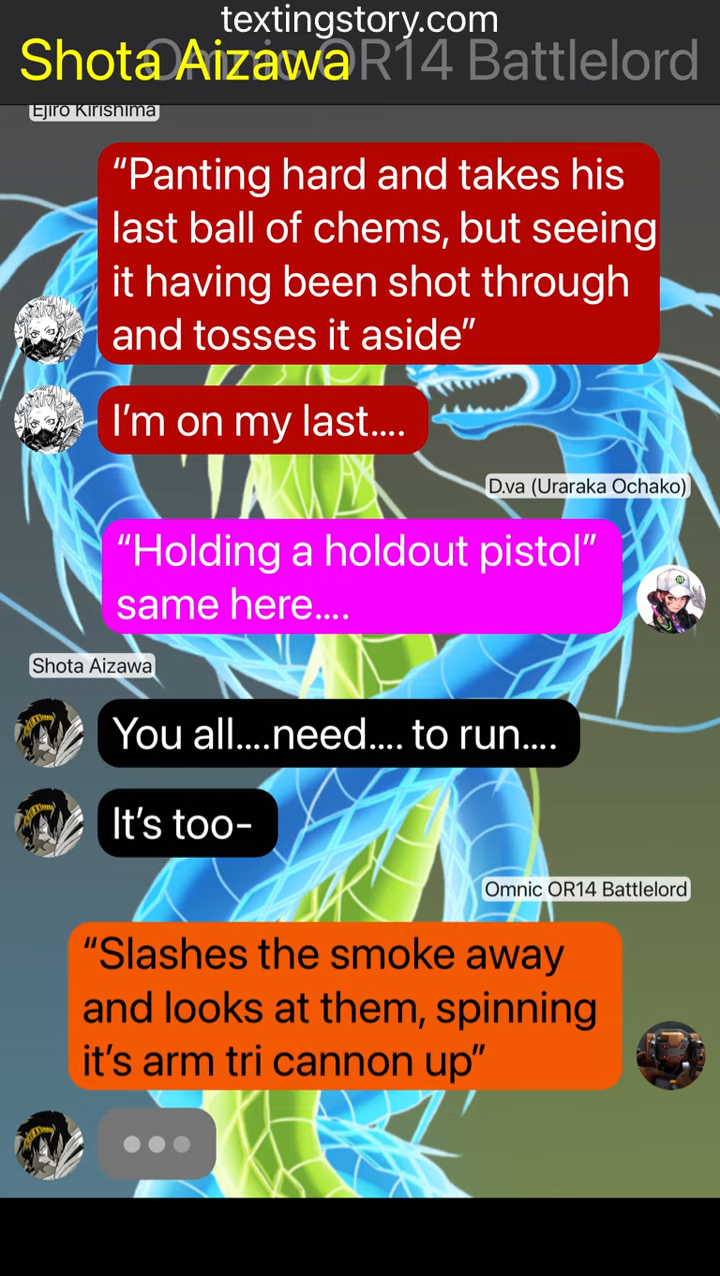 textingstory.com
Shota Aizawa
Omnic OR14 Battlelord
Ejiro Kirishima
“Panting hard and takes his
last ball of chems, but seeing
it having been shot through
and tosses it aside”
I’m on my last....
D.va (Uraraka Ochako)
“Holding a holdout pistol”
same here....
Shota Aizawa
You all....need.... to run....
It’s too-
Omnic OR14 Battlelord
“Slashes the smoke away
and looks at them, spinning
it’s arm tri cannon up”